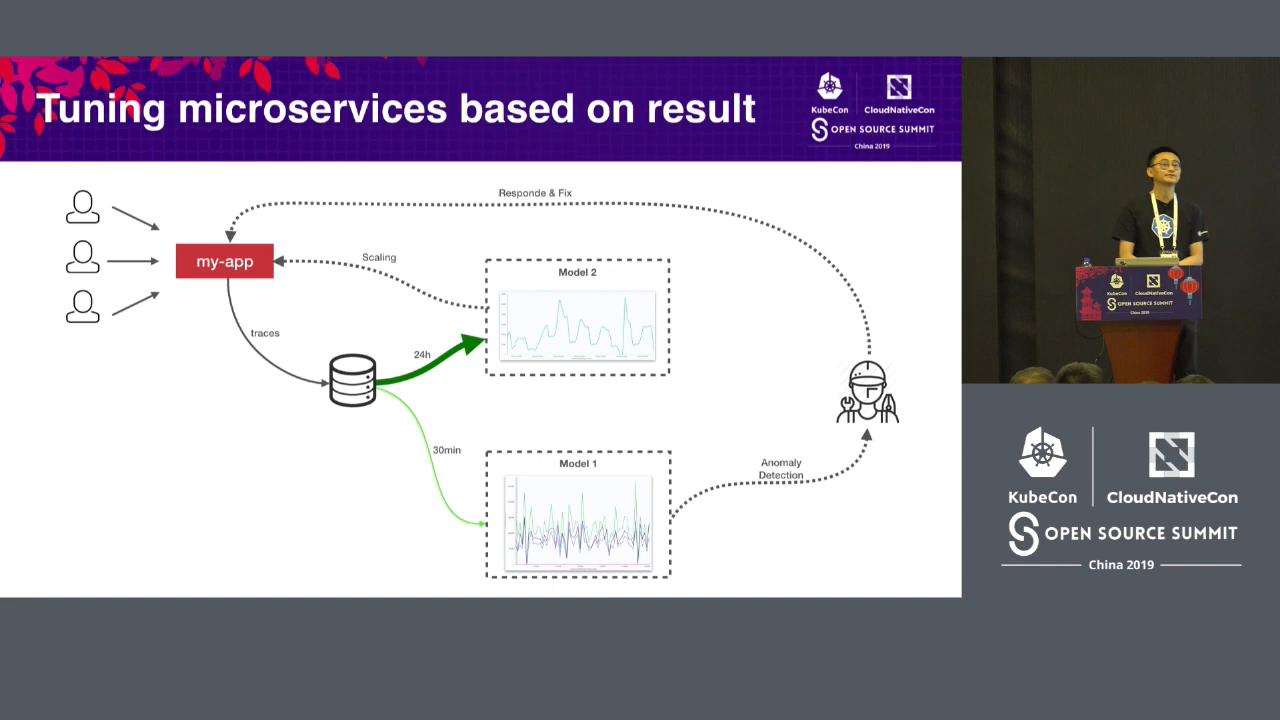 Tuning microservices based on result
KubeCon
CloudNativeCon
OPEN SOURCE SUMMIT
China 2019
Responde & Fix
my-app
Scaling
Model 2
traces
24h
30min
Model 1
Anomaly
Detection
KubeCon
CloudNativeCon
OPEN SOURCE SUMMIT
China 2019
KubeCon
CloudNativeCon
OPEN SOURCE SUMMIT
China 2019